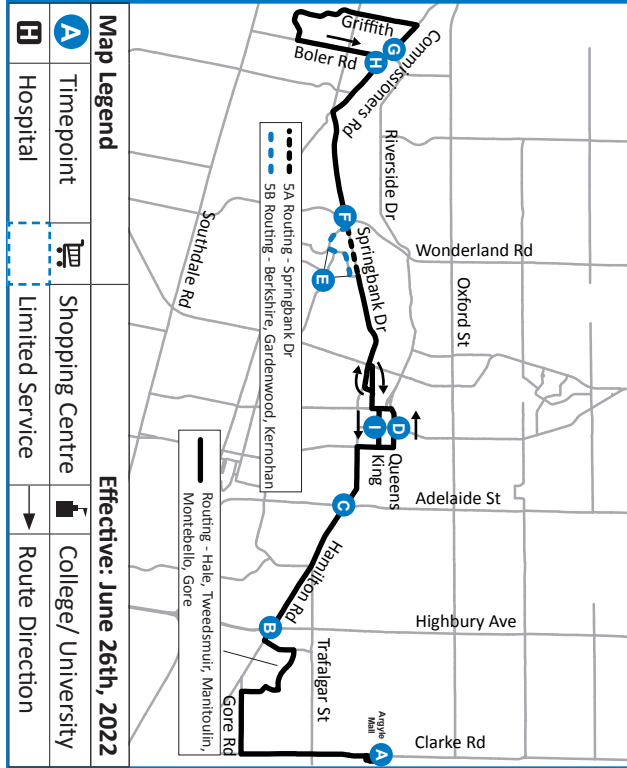 Griffith
Boler Rd
G
H
Commissioners Rd
Riverside Dr
F
Springbank Dr
Wonderland Rd
E
Oxford St
Southdale Rd
5A Routing - Springbank Dr
5B Routing - Berkshire, Gardenwood, Kernohan
D
I
Queens
King
Adelaide St
C
Hamilton Rd
Highbury Ave
B
Trafalgar St
Gore Rd
Argyle
Mall
A
Clarke Rd
Routing - Hale, Tweedsmuir, Manitoulin,
Montebello, Gore
Map Legend
Effective: June 26th, 2022
A Timepoint
Shopping Centre
College/ University
H Hospital
Limited Service
Route Direction